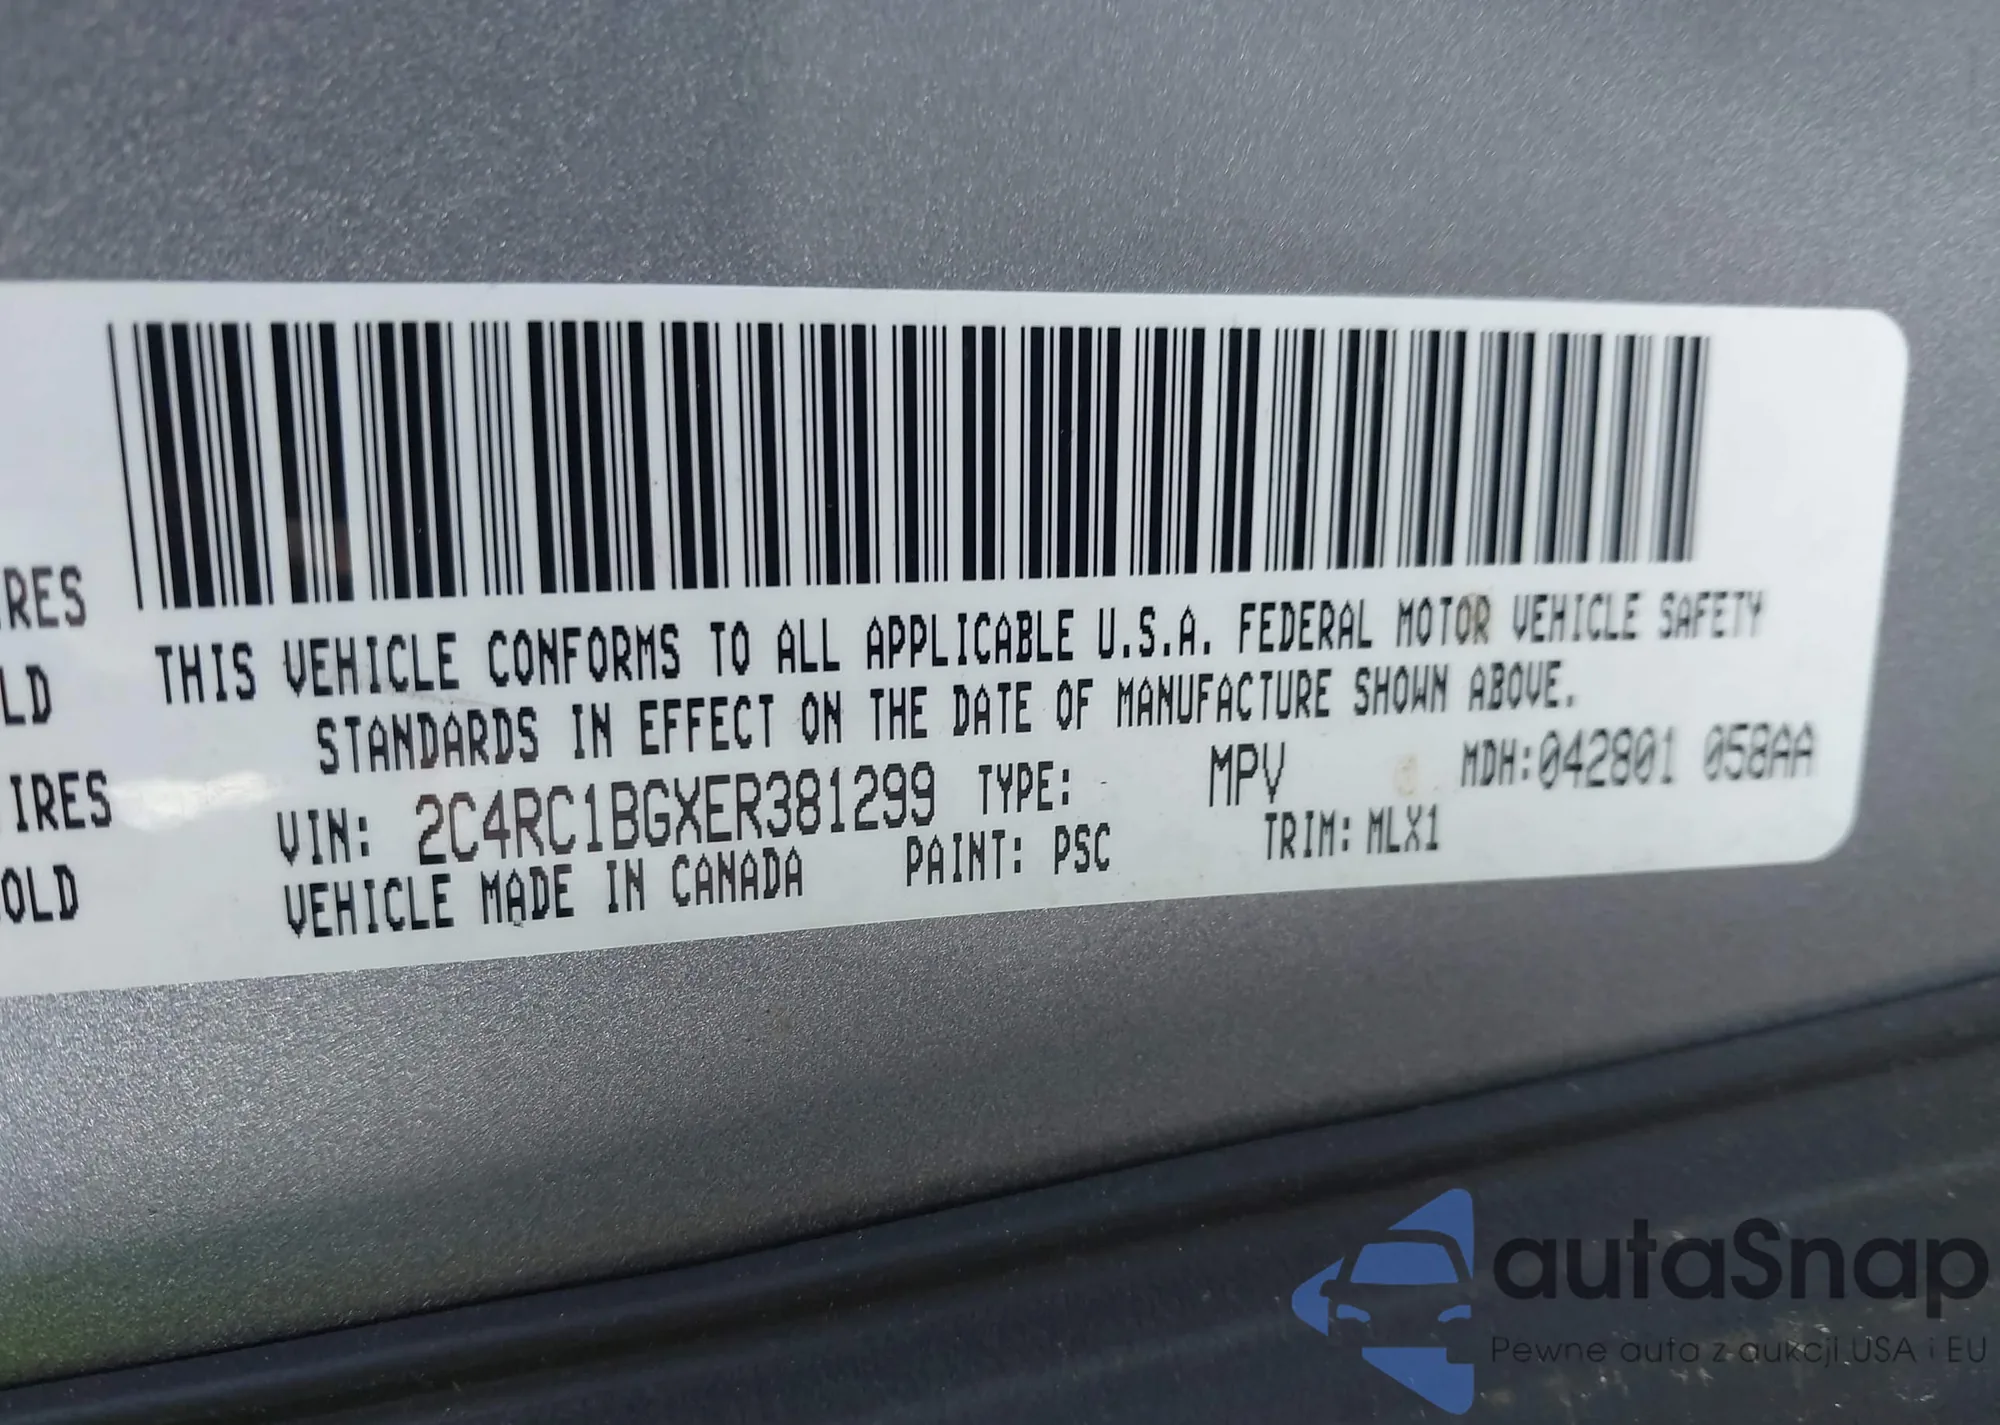 IRES
THIS VEHICLE CONFORMS TO ALL APPLICABLE U.S.A. FEDERAL MOTOR VEHICLE SAFETY
LD
STANDARDS IN EFFECT ON THE DATE OF MANUFACTURE SHOWN ABOVE.
IRES
VIN: 2C4RC1BGXER381299 TYPE: MPV MDH:042801 058AA
OLD
VEHICLE MADE IN CANADA PAINT: PSC TRIM: MLX1
autaSnap
Pewne auta z aukcji USA i EU